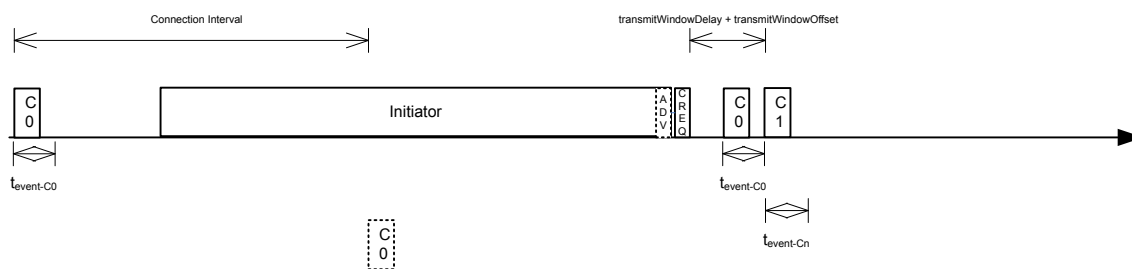 Connection Interval
transmitWindowDelay + transmitWindowOffset
C
0
Initiator
A
D
V
C
R
E
Q
C
0
C
1
tevent-C0
tevent-C0
C
0
tevent-Cn